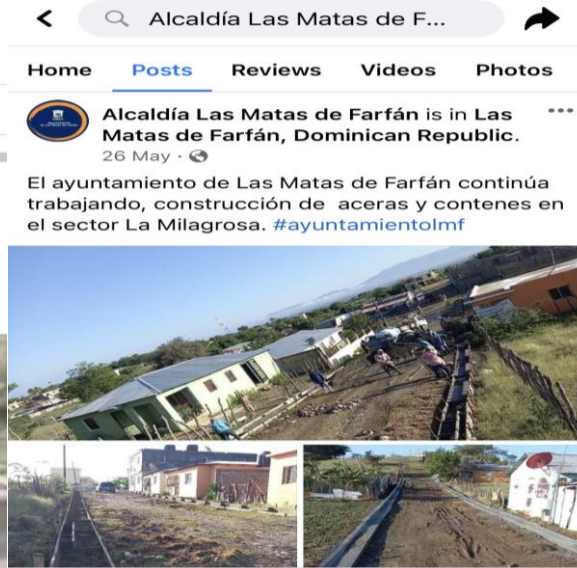 Alcaldía Las Matas de F...
Home Posts Reviews Videos Photos
Alcaldía Las Matas de Farfán is in Las
Matas de Farfán, Dominican Republic.
26 May ·
El ayuntamiento de Las Matas de Farfán continúa
trabajando, construcción de aceras y contenes en
el sector La Milagrosa. #ayuntamientolmf